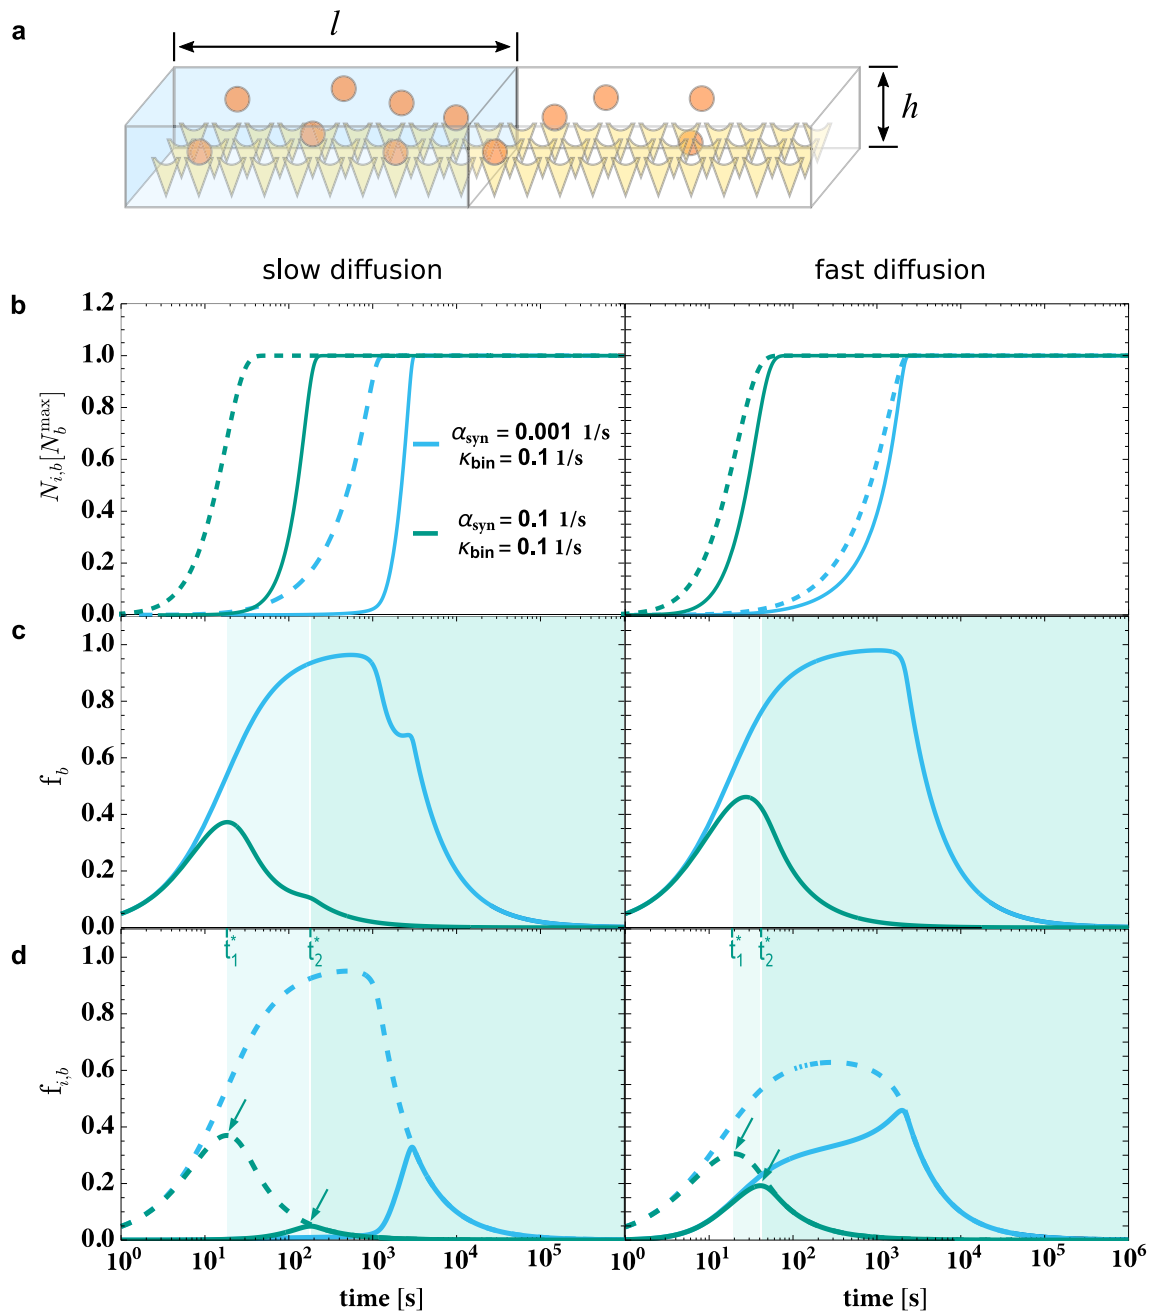 a
l
h
slow diffusion
fast diffusion
b
1.2
1.0
0.8
0.6
0.4
0.2
0.0
N_{i,b}[N_b^{max}]
α_syn = 0.001 1/s
κ_bin = 0.1 1/s
α_syn = 0.1 1/s
κ_bin = 0.1 1/s
c
1.0
0.8
0.6
0.4
0.2
0.0
f_b
d
t_1^*
t_2^*
t_1^*
t_2^*
1.0
0.8
0.6
0.4
0.2
0.0
f_{i,b}
10^0 10^1 10^2 10^3 10^4 10^5 10^0 10^1 10^2 10^3 10^4 10^5 10^6
time [s]
time [s]